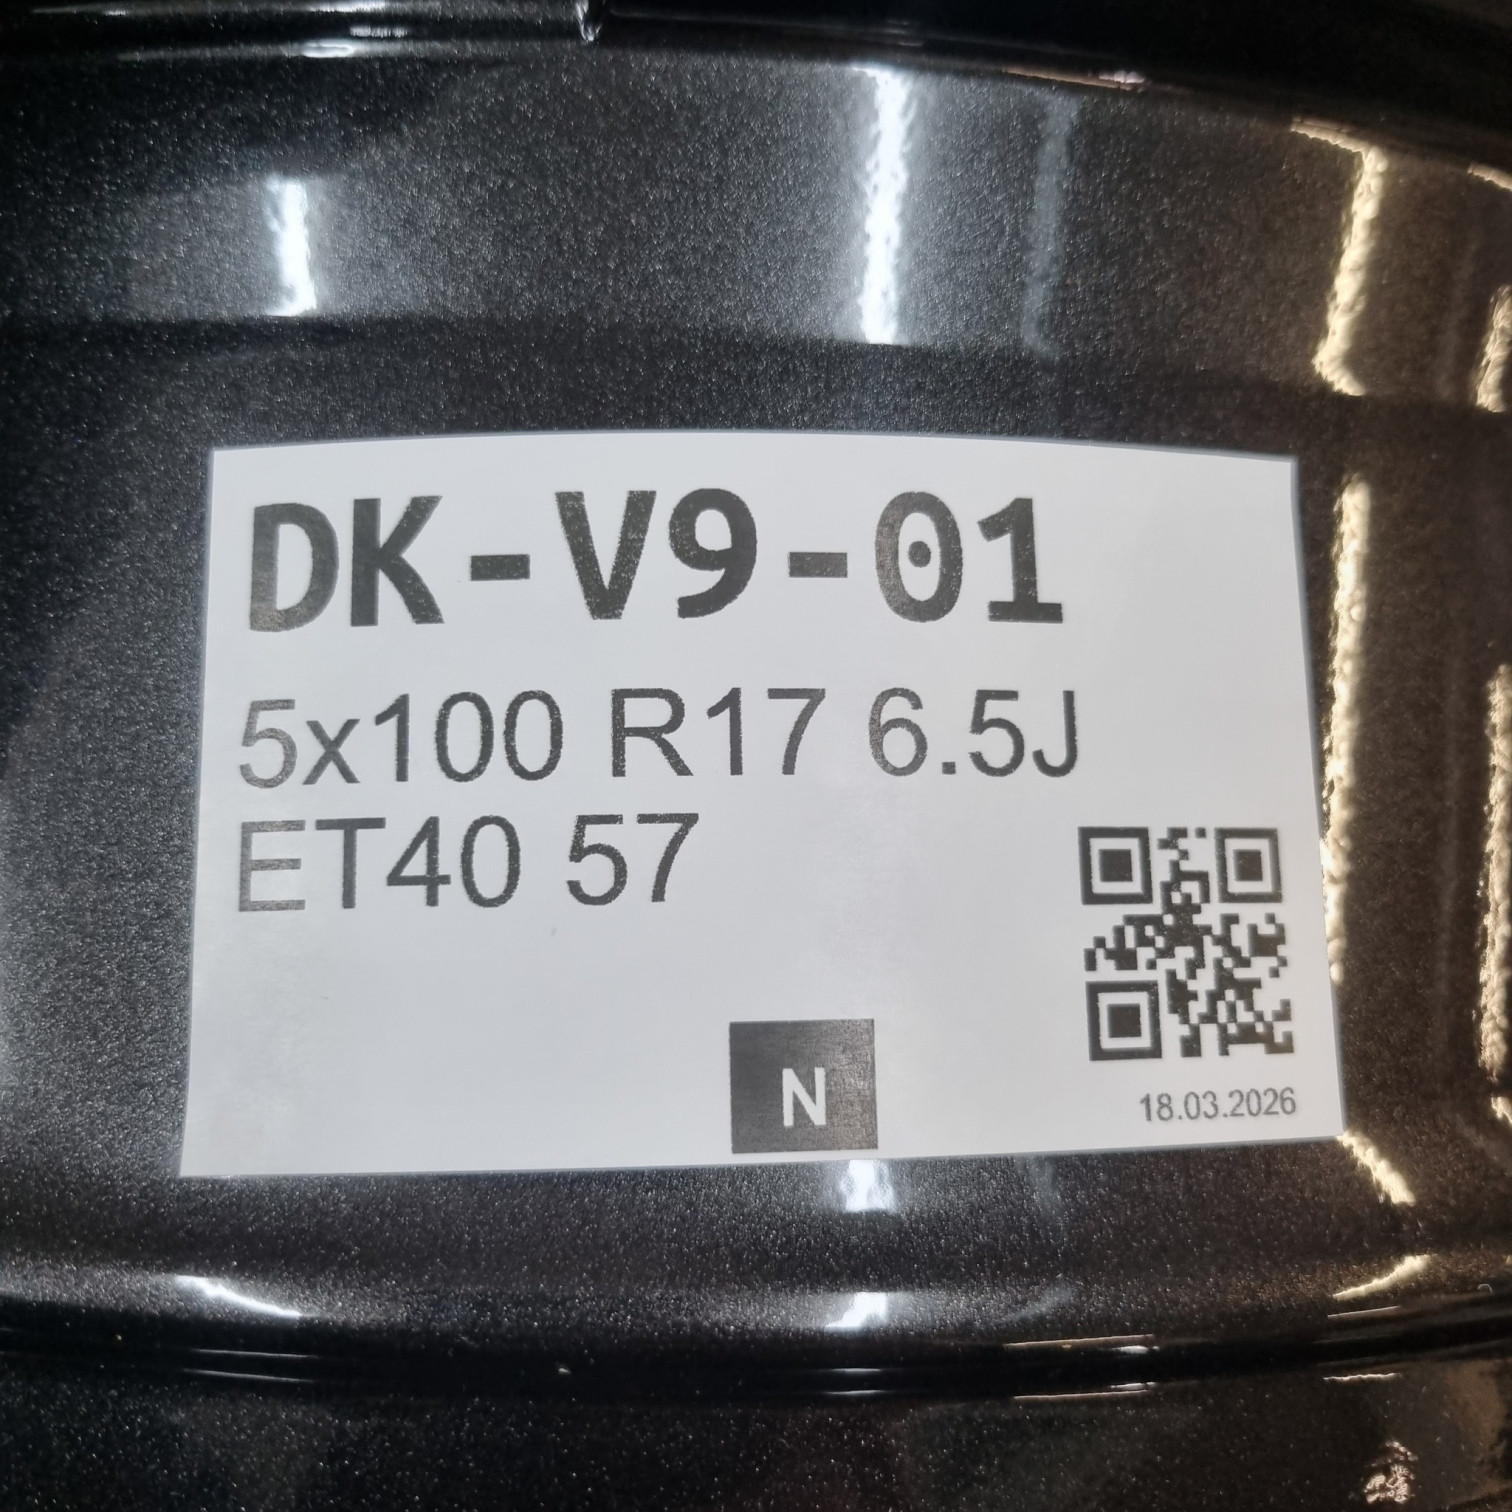 DK-V9-01
5x100 R17 6.5J
ET40 57
N
18.03.2026